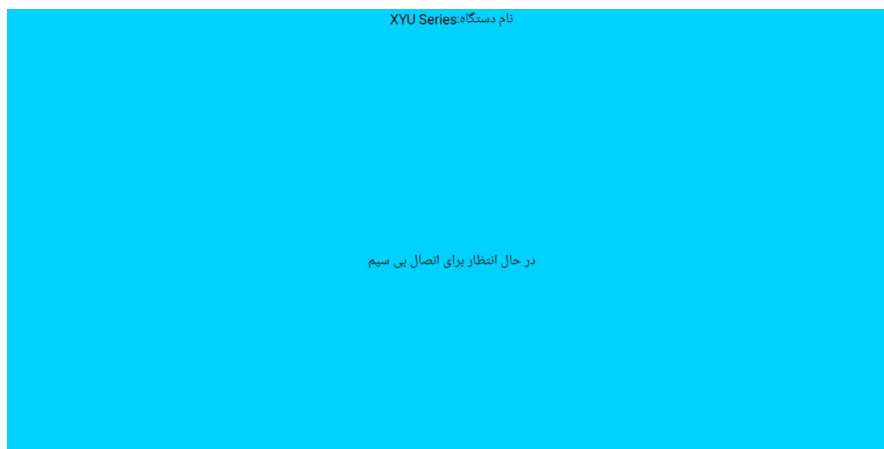 نام دستگاه:XYU Series
در حال انتظار برای اتصال بی سیم